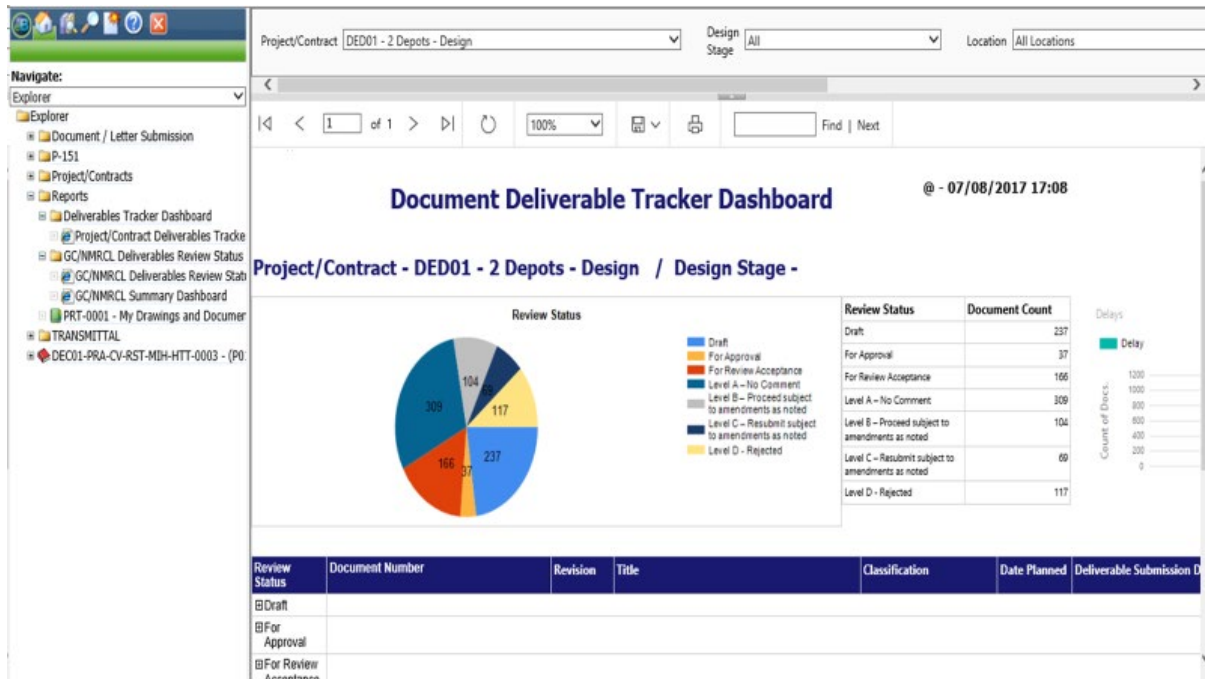 Project/Contract DED01 - 2 Depots - Design
Design Stage All
Location All Locations
Navigate:
Explorer
Explorer
Document / Letter Submission
P-151
Project/Contracts
Reports
Deliverables Tracker Dashboard
Project/Contract Deliverables Tracke
GC/NMRCL Deliverables Review Status
GC/NMRCL Deliverables Review Stat
GC/NMRCL Summary Dashboard
PRT-0001 - My Drawings and Documer
TRANSMITTAL
DEC01-PRA-CV-RST-MIH-HTT-0003 - (P0
1 of 1
100%
Find | Next
Document Deliverable Tracker Dashboard
@ - 07/08/2017 17:08
Project/Contract - DED01 - 2 Depots - Design / Design Stage -
Review Status
104
69
117
309
166
37
237
Draft
For Approval
For Review Acceptance
Level A – No Comment
Level B – Proceed subject
to amendments as noted
Level C – Resubmit subject
to amendments as noted
Level D - Rejected
Review Status Document Count
Draft 237
For Approval 37
For Review Acceptance 166
Level A – No Comment 309
Level B – Proceed subject to
amendments as noted 104
Level C – Resubmit subject to
amendments as noted 69
Level D - Rejected 117
Delays
Delay
Count of Docs.
1200
1000
800
600
400
200
0
Review Status Document Number Revision Title Classification Date Planned Deliverable Submission D
Draft
For
Approval
For Review
Acceptance